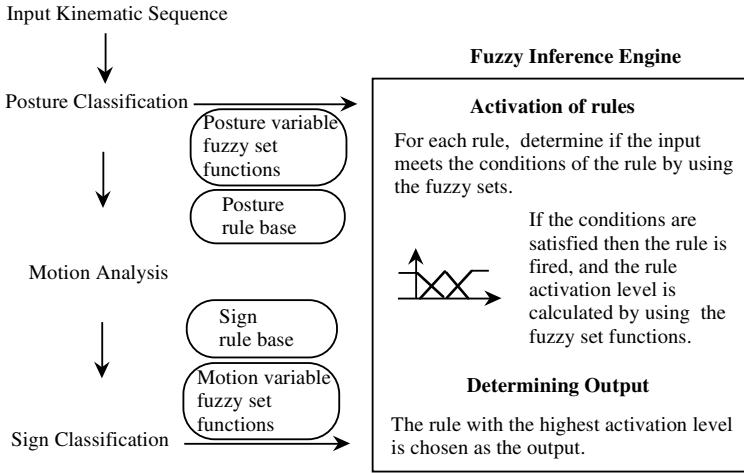 Input Kinematic Sequence
Posture Classification
Posture variable
fuzzy set
functions
Posture
rule base
Motion Analysis
Sign
rule base
Motion variable
fuzzy set
functions
Sign Classification
Fuzzy Inference Engine
Activation of rules
For each rule, determine if the input
meets the conditions of the rule by using
the fuzzy sets.
If the conditions are
satisfied then the rule is
fired, and the rule
activation level is
calculated by using the
fuzzy set functions.
Determining Output
The rule with the highest activation level
is chosen as the output.